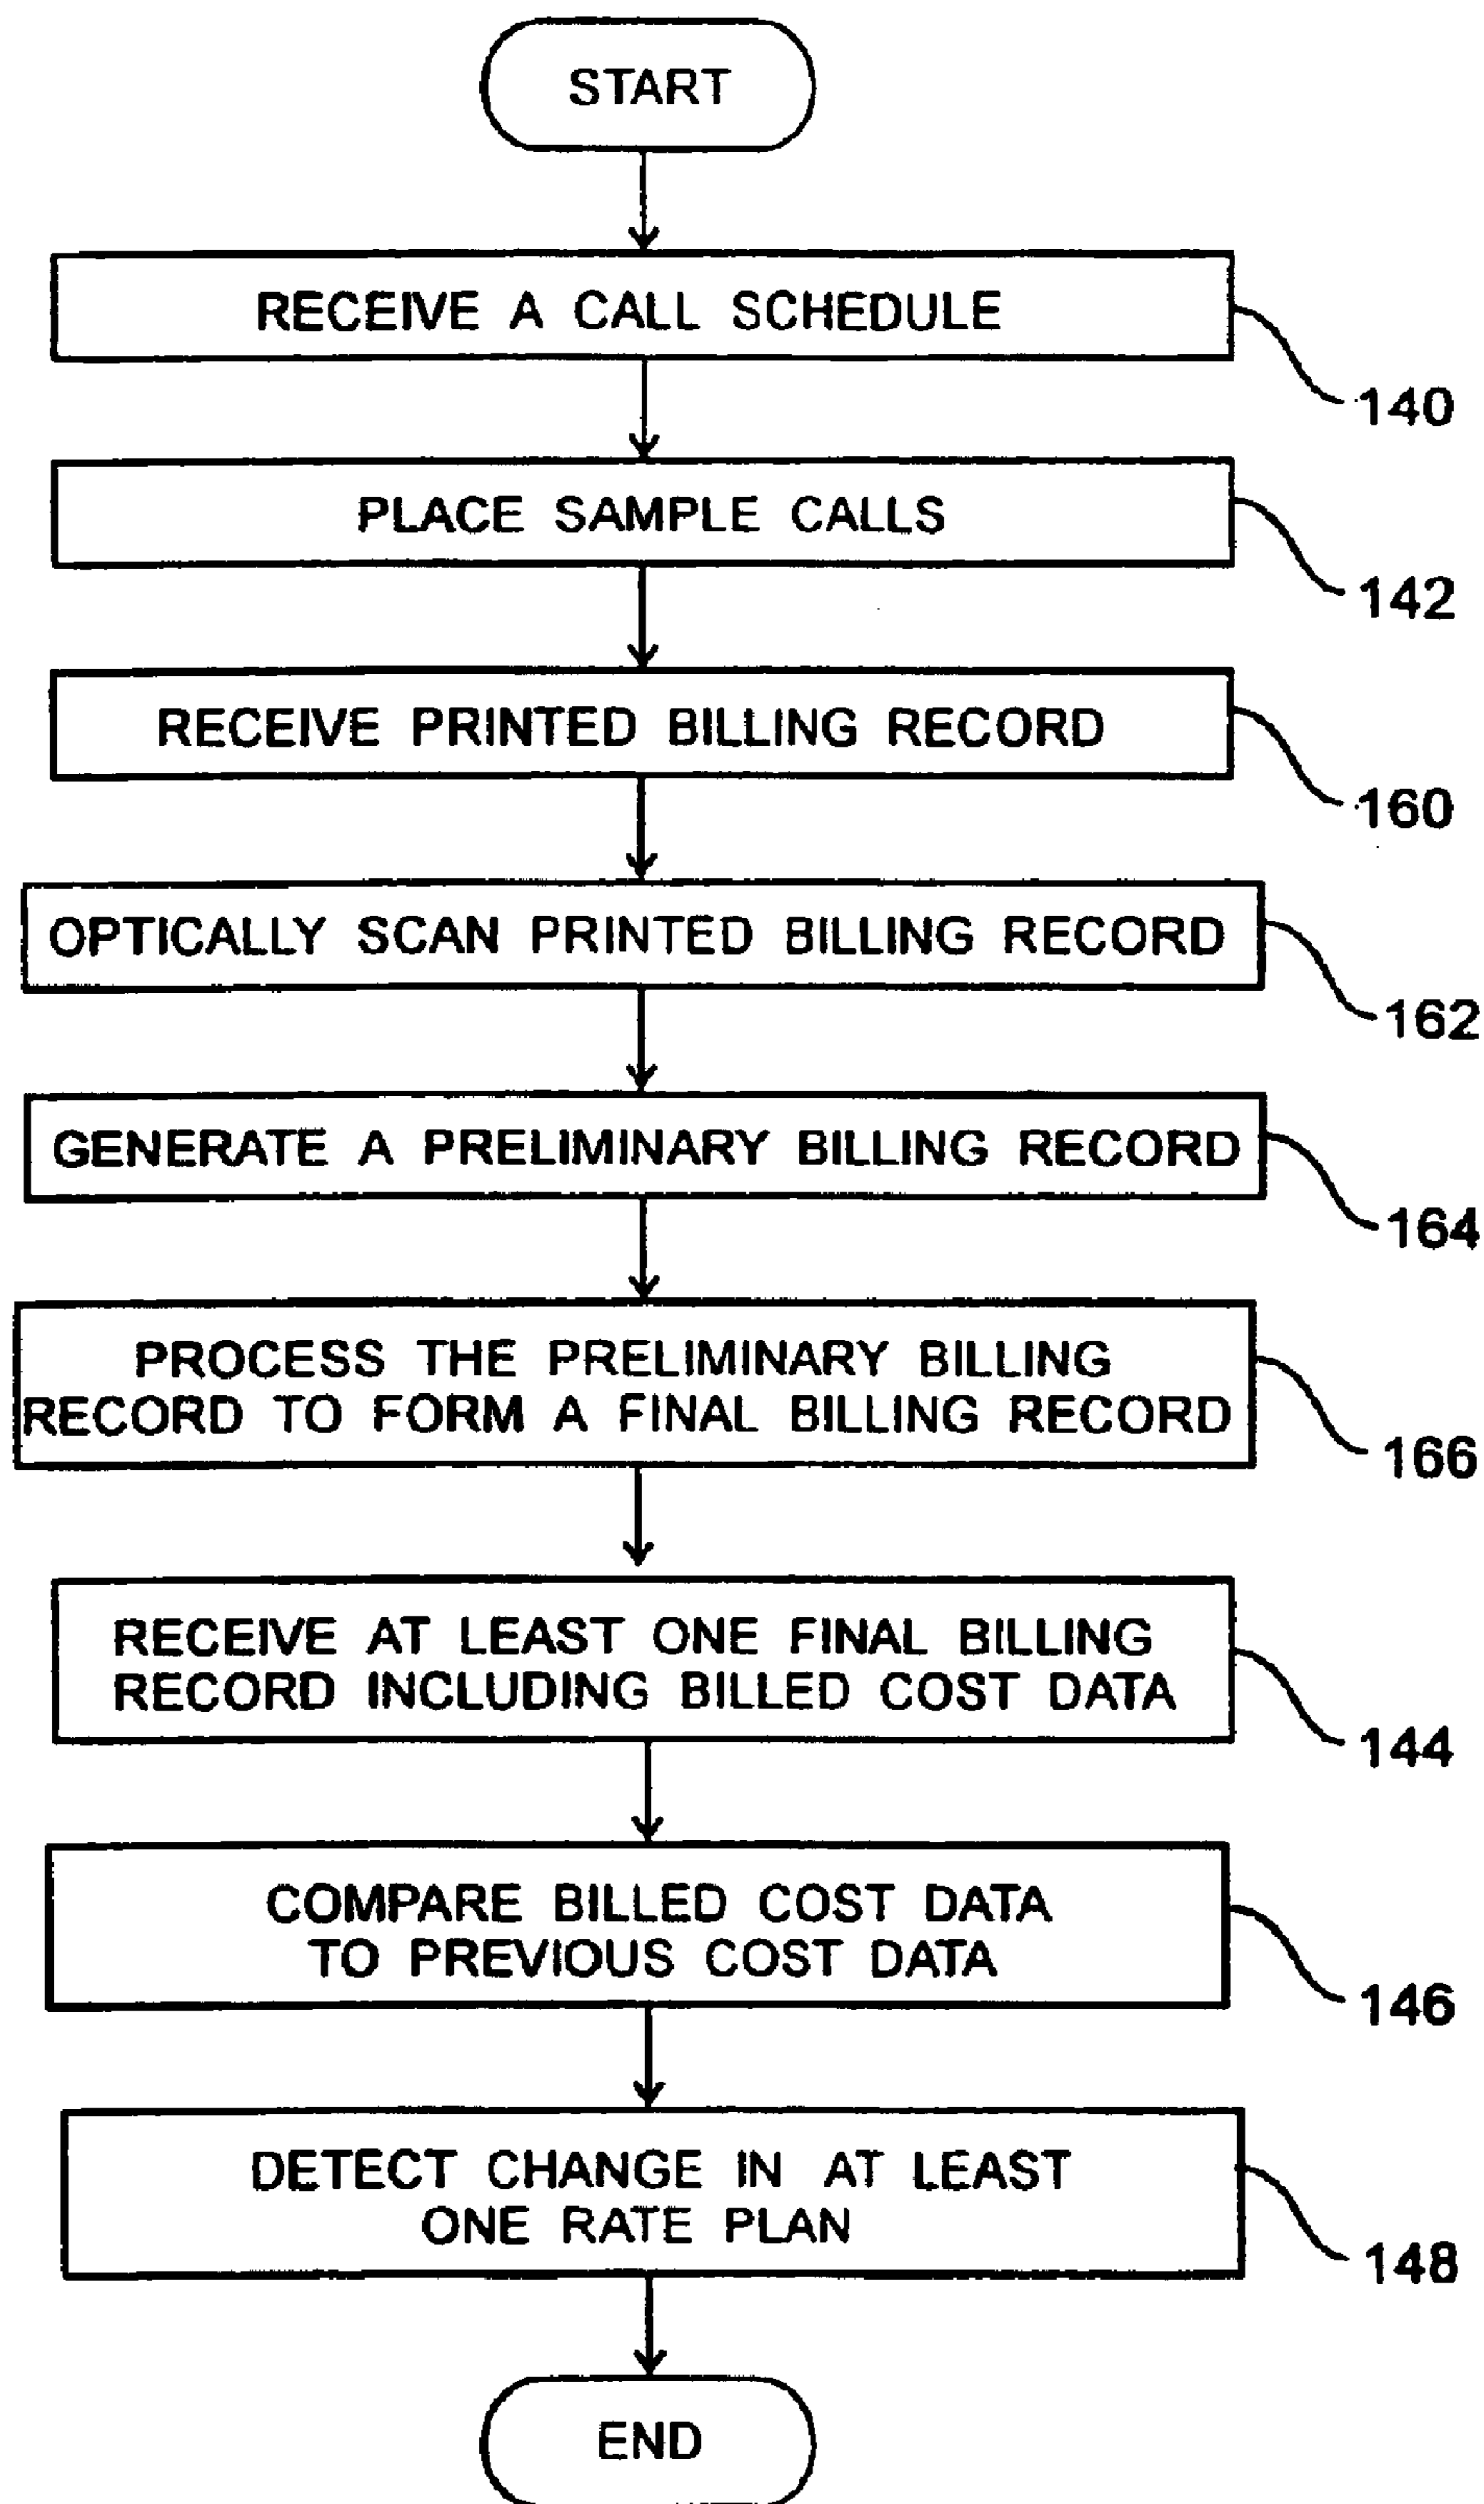 START
RECEIVE A CALL SCHEDULE
140
PLACE SAMPLE CALLS
142
RECEIVE PRINTED BILLING RECORD
160
OPTICALLY SCAN PRINTED BILLING RECORD
162
GENERATE A PRELIMINARY BILLING RECORD
164
PROCESS THE PRELIMINARY BILLING
RECORD TO FORM A FINAL BILLING RECORD
166
RECEIVE AT LEAST ONE FINAL BILLING
RECORD INCLUDING BILLED COST DATA
144
COMPARE BILLED COST DATA
TO PREVIOUS COST DATA
146
DETECT CHANGE IN AT LEAST
ONE RATE PLAN
148
END